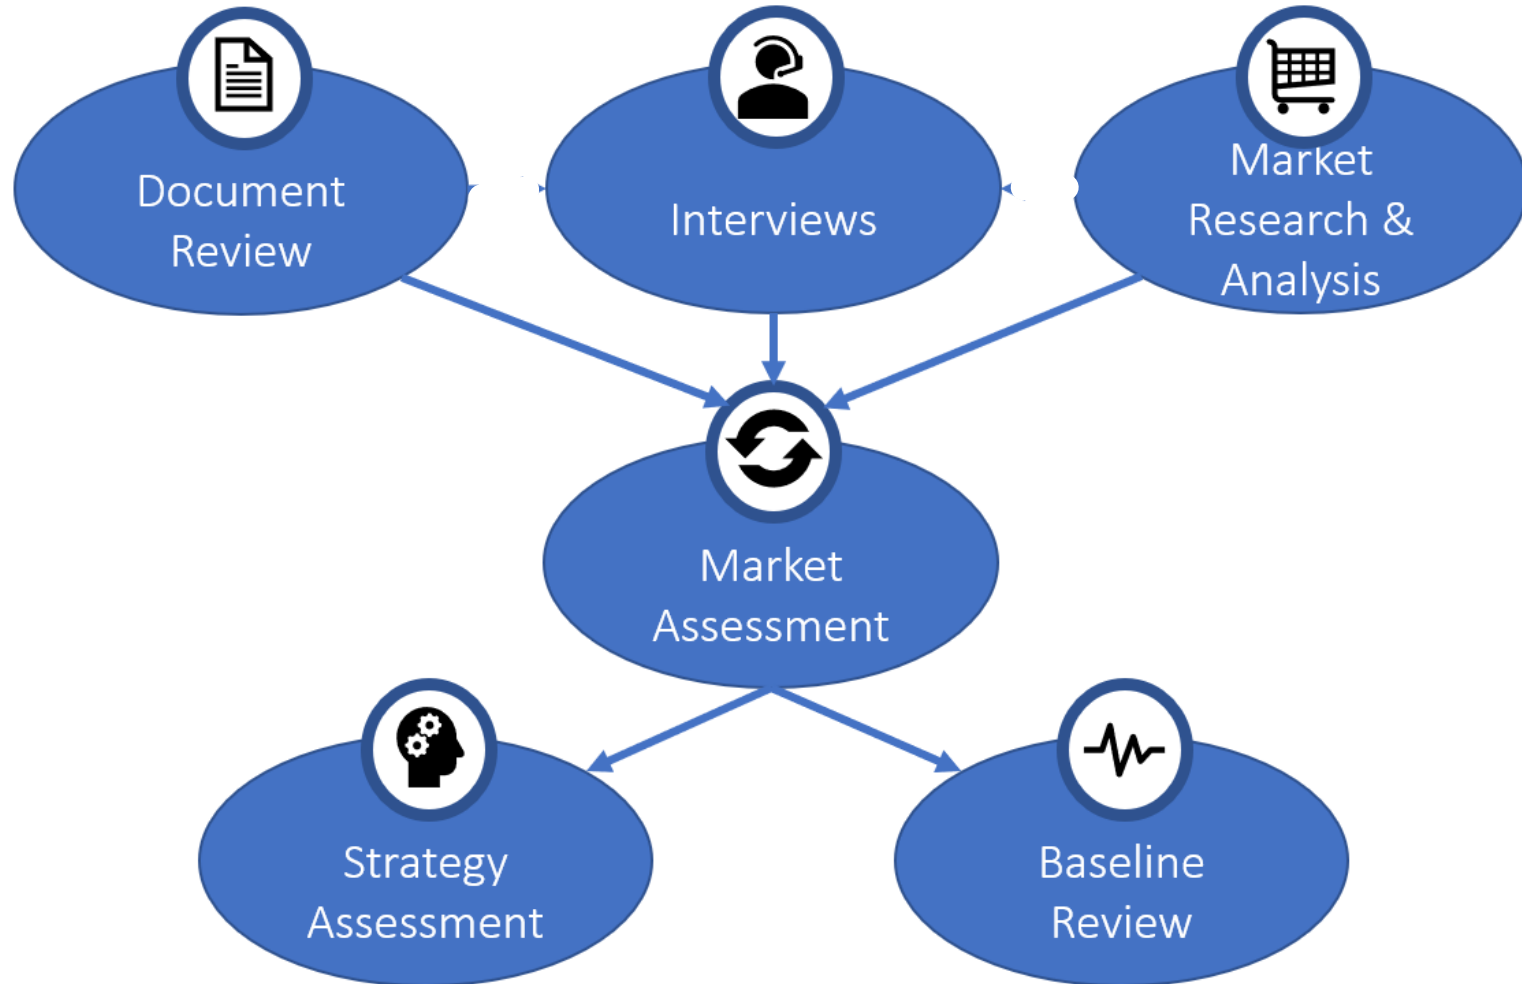 Document
Review
Interviews
Market
Research &
Analysis
Market
Assessment
Strategy
Assessment
Baseline
Review